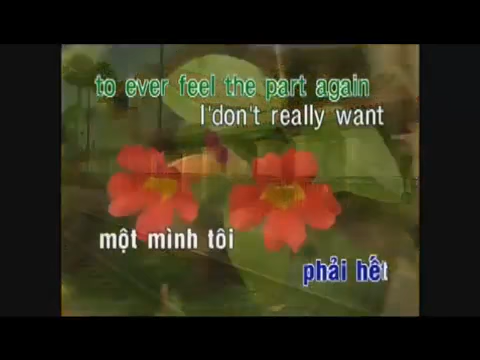 to ever feel the part again
I'don't really want
một mình tôi
phải hết